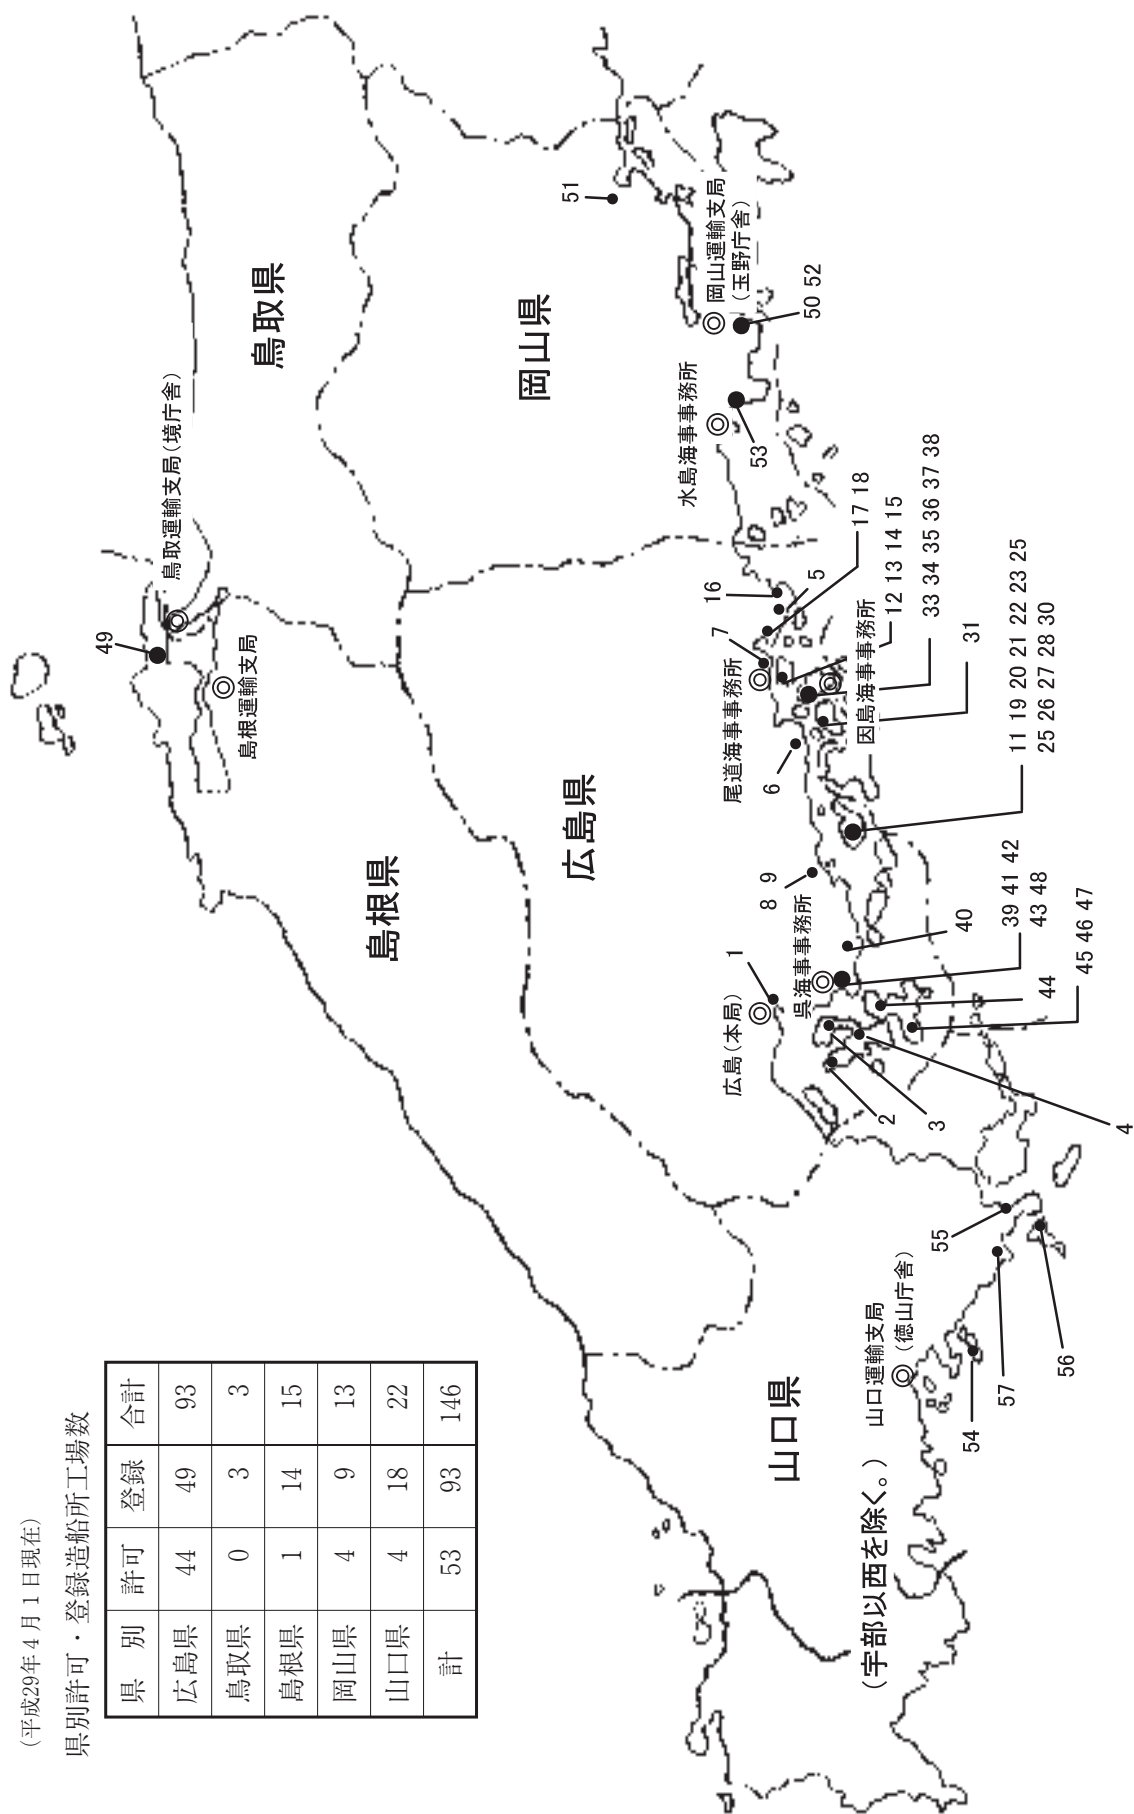 (平成29年4月1日現在)
県別許可・登録造船所工場数
県 別 許可 登録 合計
広島県 44 49 93
鳥取県 0 3 3
島根県 1 14 15
岡山県 4 9 13
山口県 4 18 22
計 53 93 146
49
鳥取運輸支局(境庁舎)
島根運輸支局
鳥取県
島根県
岡山県
広島県
山口県
(宇部以西を除く。)
51
岡山運輸支局
(玉野庁舎)
50 52
水島海事事務所
53
16
5
17 18
7
尾道海事事務所
12 13 14 15
因島海事事務所
33 34 35 36 37 38
31
6
11 19 20 21 22 23 25
25 26 27 28 30
8 9
呉海事事務所
40
39 41 42
43 48
1
広島(本局)
44
45 46 47
2
3
4
55
56
57
54
山口運輸支局
(徳山庁舎)